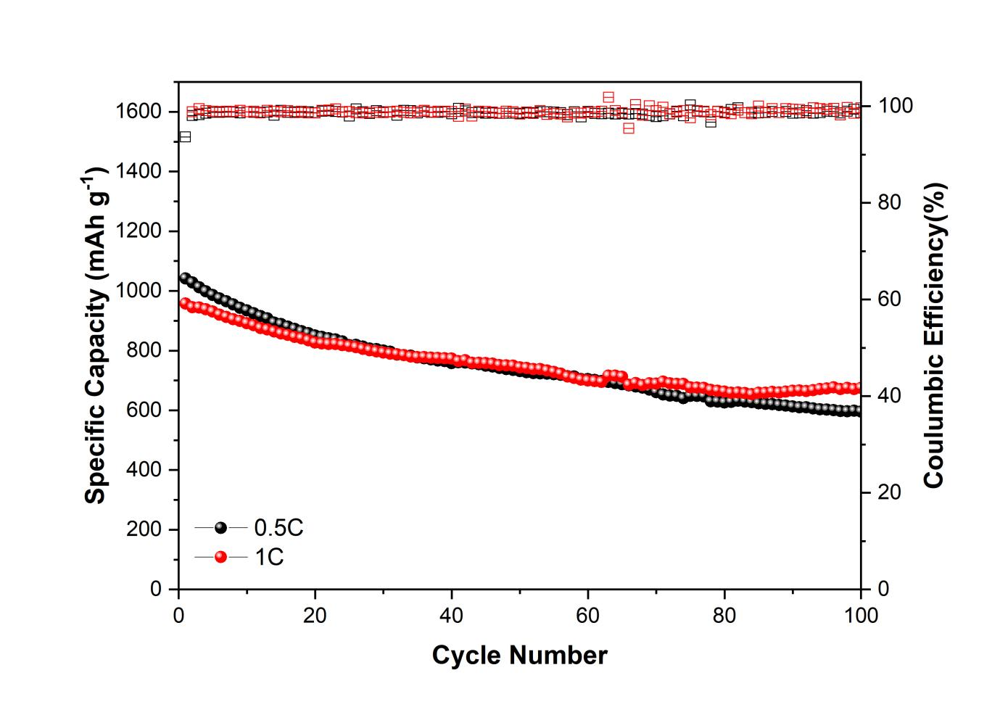 1600
1400
1200
1000
800
600
400
200
0
Specific Capacity (mAh g⁻¹)
100
80
60
40
20
0
Coulumbic Efficiency(%)
0.5C
1C
0 20 40 60 80 100
Cycle Number